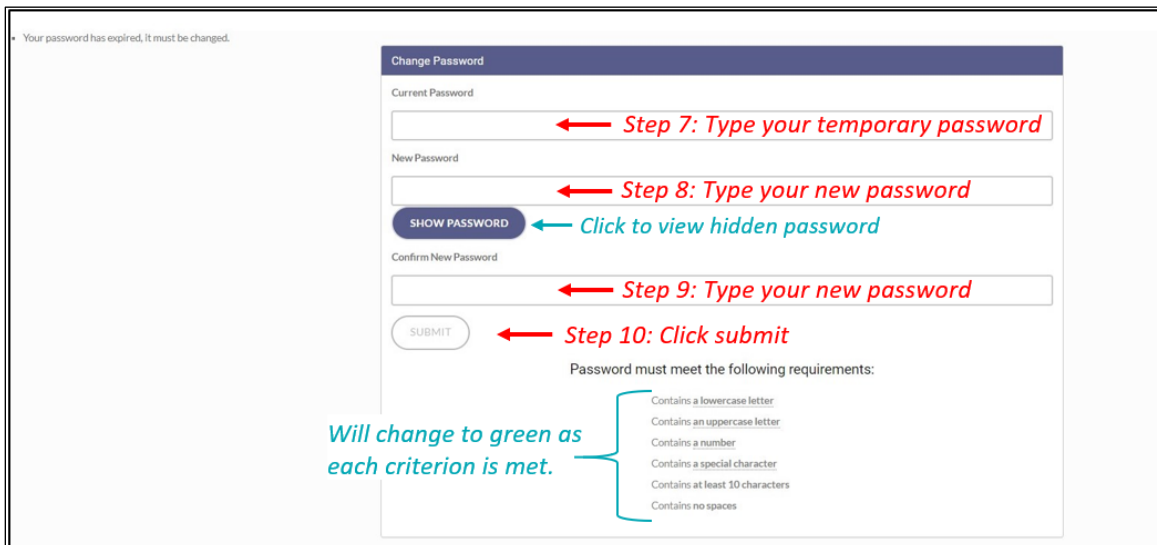 • Your password has expired, it must be changed.
Change Password
Current Password
Step 7: Type your temporary password
New Password
Step 8: Type your new password
SHOW PASSWORD
Click to view hidden password
Confirm New Password
Step 9: Type your new password
SUBMIT
Step 10: Click submit
Password must meet the following requirements:
Contains a lowercase letter
Contains an uppercase letter
Contains a number
Contains a special character
Contains at least 10 characters
Contains no spaces
Will change to green as
each criterion is met.